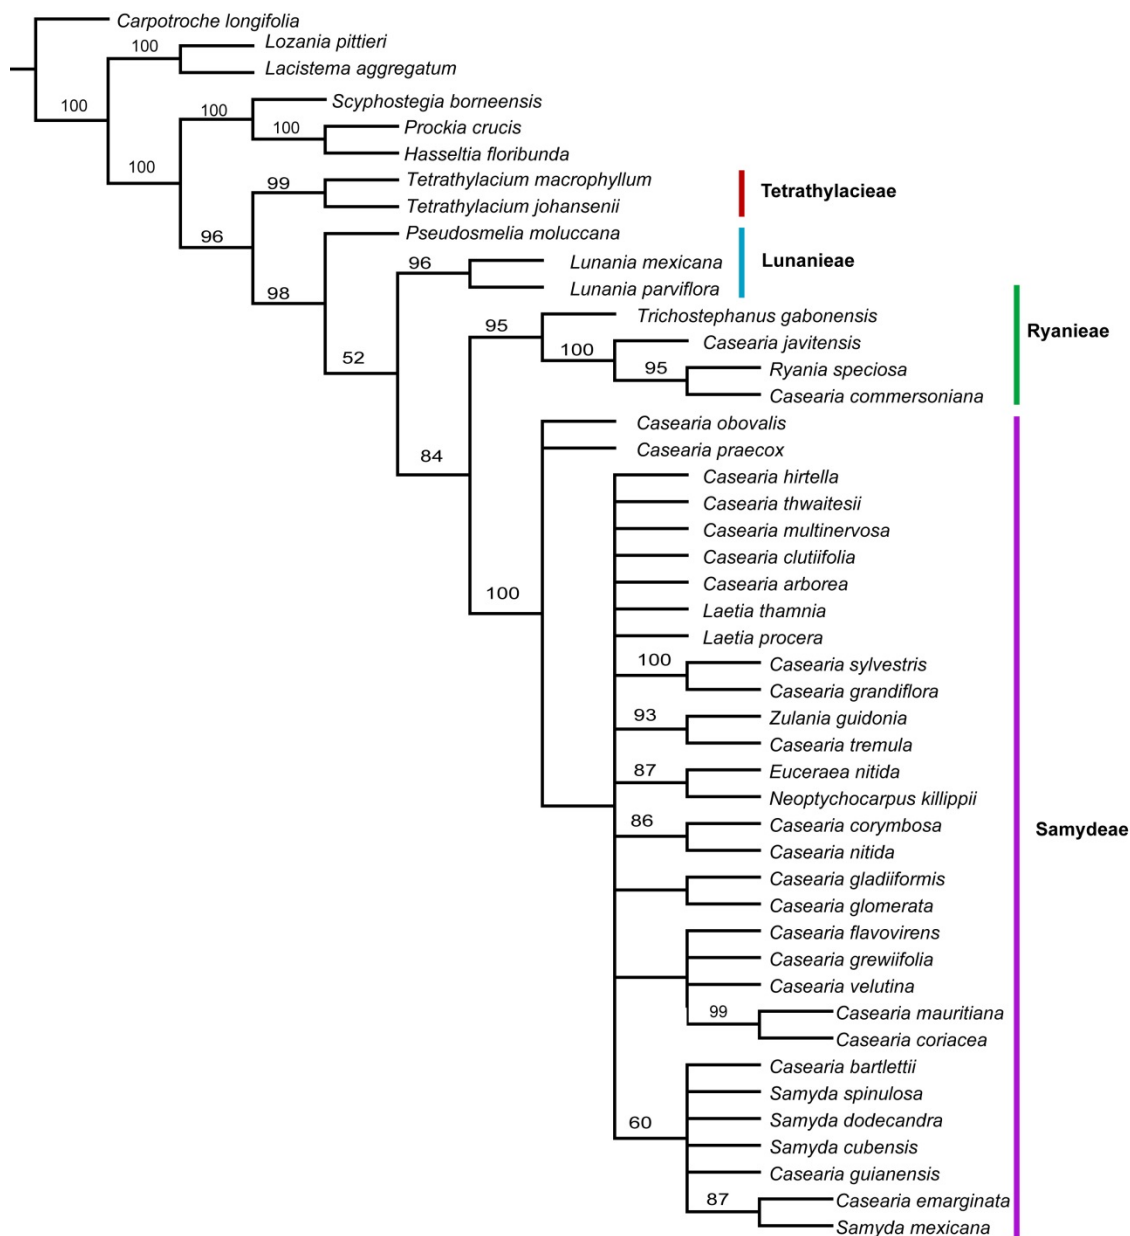 Carpotroche longifolia
100
Lozania pittieri
Lacistema aggregatum
100
Scyphostegia borneensis
100
100
Prockia crucis
Hasseltia floribunda
100
Tetrathylacium macrophyllum
99
Tetrathylacieae
Tetrathylacium johansenii
Pseudosmelia moluccana
96
Lunania mexicana
96
Lunanieae
Lunania parviflora
98
Trichostephanus gabonensis
95
Ryanieae
Casearia javitensis
100
Ryania speciosa
95
52
Casearia commersoniana
Casearia obovalis
Casearia praecox
84
Casearia hirtella
Casearia thwaitesii
Casearia multinervosa
Casearia clutiifolia
Casearia arborea
100
Laetia thamnia
Laetia procera
100
Casearia sylvestris
Casearia grandiflora
93
Zulania guidonia
Casearia tremula
87
Euceraea nitida
Neoptychocarpus killippii
86
Casearia corymbosa
Samydeae
Casearia nitida
Casearia gladiiformis
Casearia glomerata
Casearia flavovirens
Casearia grewiifolia
Casearia velutina
99
Casearia mauritiana
Casearia coriacea
Casearia bartlettii
Samyda spinulosa
60
Samyda dodecandra
Samyda cubensis
Casearia guianensis
87
Casearia emarginata
Samyda mexicana